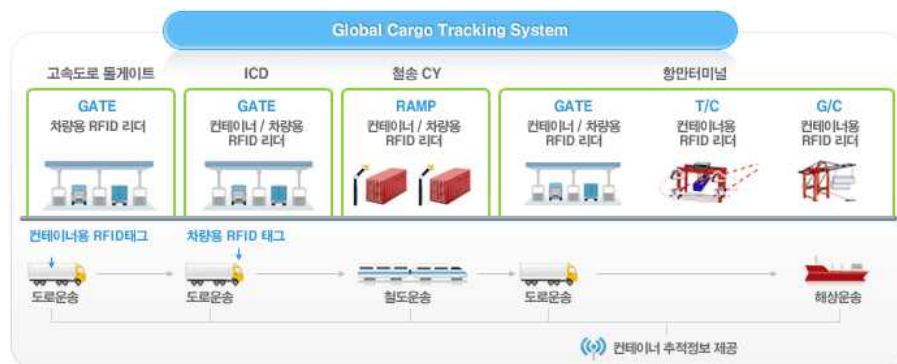 Global Cargo Tracking System
고속도로 톨게이트
ICD
철송 CY
항만터미널
GATE
차량용 RFID 리더
GATE
컨테이너 / 차량용
RFID 리더
RAMP
컨테이너 / 차량용
RFID 리더
GATE
컨테이너 / 차량용
RFID 리더
T/C
컨테이너용
RFID 리더
G/C
컨테이너용
RFID 리더
컨테이너용 RFID태그
차량용 RFID 태그
도로운송
도로운송
철도운송
도로운송
해상운송
컨테이너 추적정보 제공